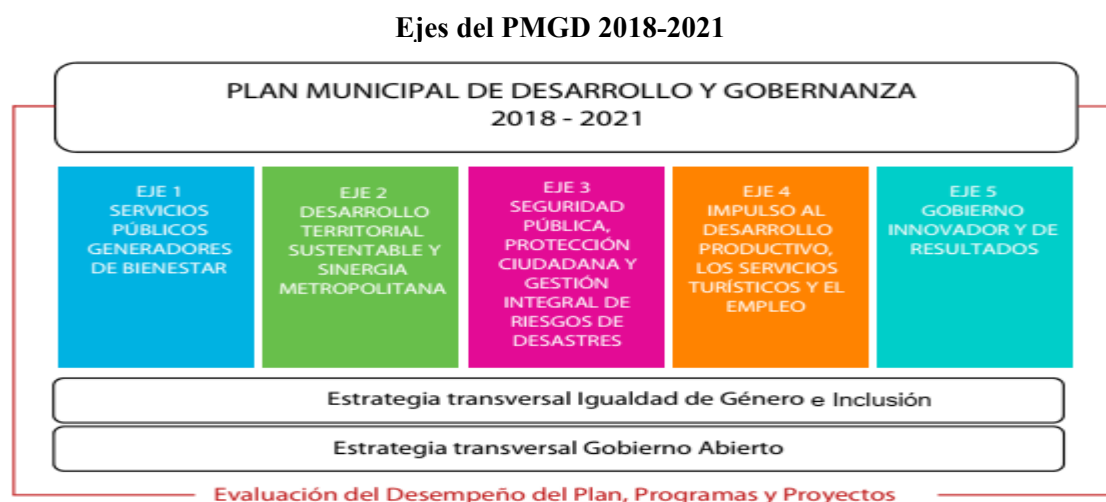 Ejes del PMGD 2018-2021
PLAN MUNICIPAL DE DESARROLLO Y GOBERNANZA
2018 - 2021
EJE 1
SERVICIOS
PÚBLICOS
GENERADORES
DE BIENESTAR
EJE 2
DESARROLLO
TERRITORIAL
SUSTENTABLE Y
SINERGIA
METROPOLITANA
EJE 3
SEGURIDAD
PÚBLICA,
PROTECCIÓN
CIUDADANA Y
GESTIÓN
INTEGRAL DE
RIESGOS DE
DESASTRES
EJE 4
IMPULSO AL
DESARROLLO
PRODUCTIVO,
LOS SERVICIOS
TURÍSTICOS Y EL
EMPLEO
EJE 5
GOBIERNO
INNOVADOR Y DE
RESULTADOS
Estrategia transversal Igualdad de Género e Inclusión
Estrategia transversal Gobierno Abierto
Evaluación del Desempeño del Plan, Programas y Proyectos